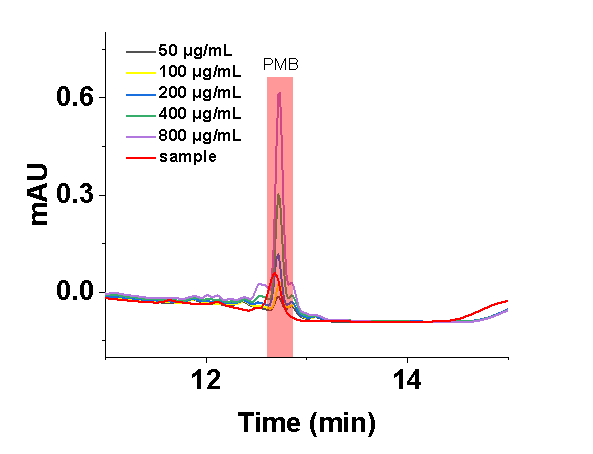 PMB
50 µg/mL
100 µg/mL
200 µg/mL
400 µg/mL
800 µg/mL
sample
0.6
0.3
0.0
mAU
12
14
Time (min)